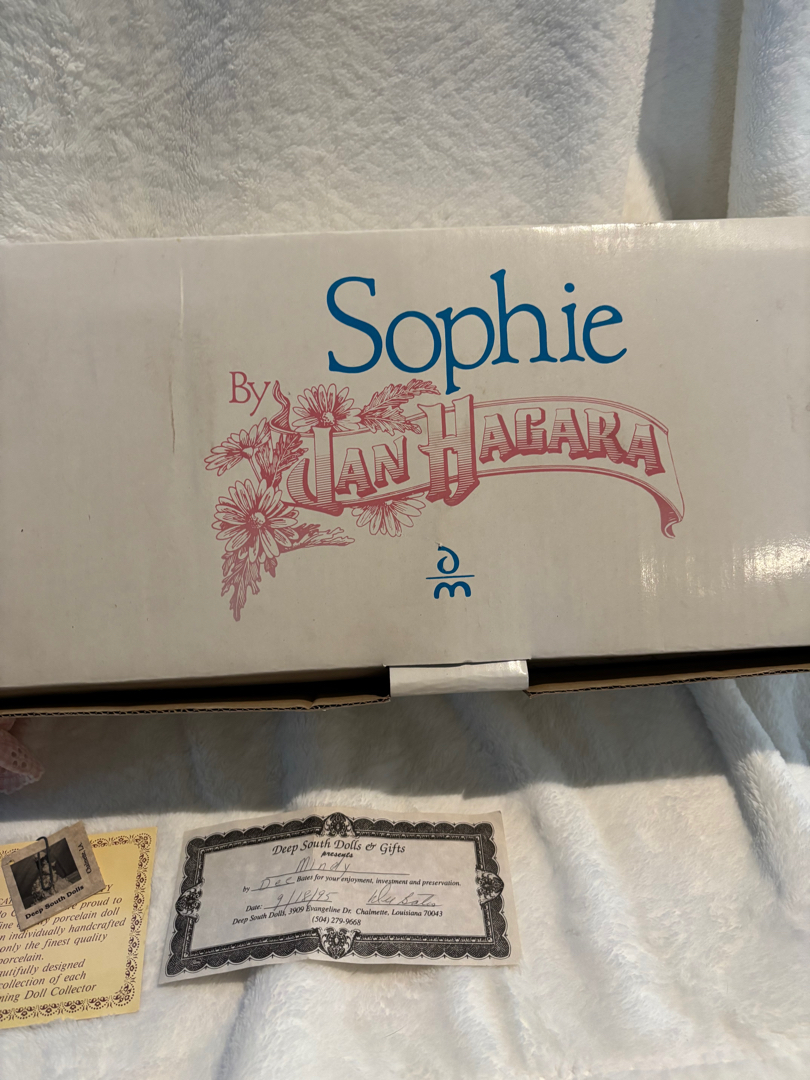 Sophie
By
JAN HAGARA
Deep South Dolls & Gifts
presents
Mindy
by Dee Bates for your enjoyment, investment and preservation.
Date: 9/18/95
Deep South Dolls, 3909 Evangeline Dr. Chalmette, Louisiana 70043
(504) 279-9668
Deep South Dolls
proud to
porcelain doll
individually handcrafted
only the finest quality
porcelain.
designed
collection of each
Doll Collector